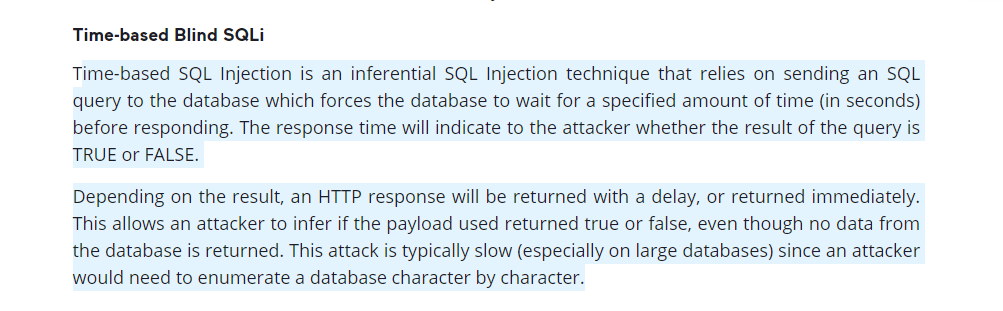 Time-based Blind SQLi
Time-based SQL Injection is an inferential SQL Injection technique that relies on sending an SQL
query to the database which forces the database to wait for a specified amount of time (in seconds)
before responding. The response time will indicate to the attacker whether the result of the query is
TRUE or FALSE.
Depending on the result, an HTTP response will be returned with a delay, or returned immediately.
This allows an attacker to infer if the payload used returned true or false, even though no data from
the database is returned. This attack is typically slow (especially on large databases) since an attacker
would need to enumerate a database character by character.